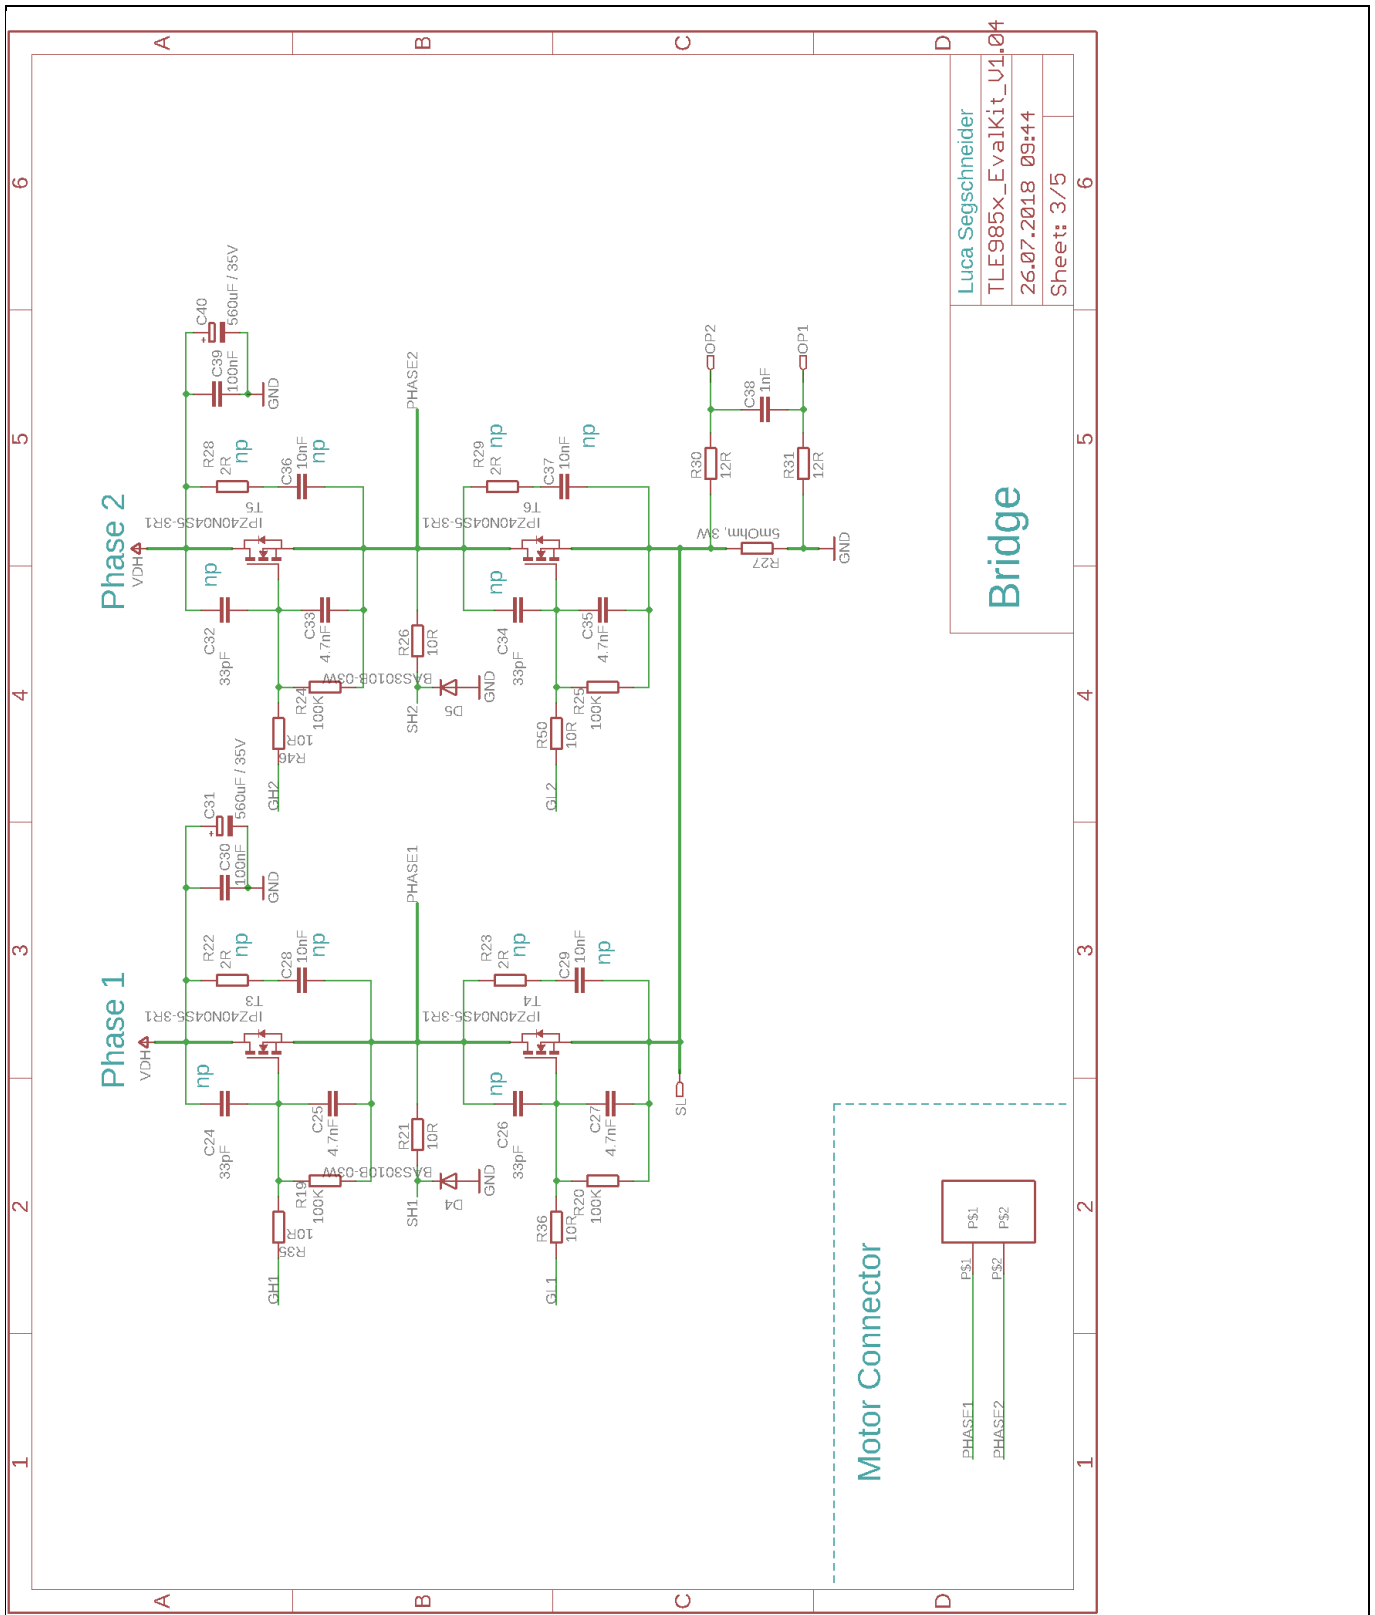 A
B
C
D
6
5
4
3
2
1
Phase 1
VDH
C24
33pF
np
T3
IPZ40N04S5-3R1
R22
2R
np
C28
10nF
np
C30
100nF
C31
560uF / 35V
+
GND
C25
4.7nF
R19
100K
R35
10R
GH1
PHASE1
R21
10R
SH1
D4
BAS3010B-03W
GND
C26
33pF
np
T4
IPZ40N04S5-3R1
R23
2R
np
C29
10nF
np
C27
4.7nF
R20
100K
R36
10R
GL1
SL
Phase 2
VDH
C32
33pF
np
T5
IPZ40N04S5-3R1
R28
2R
np
C36
10nF
np
C39
100nF
C40
560uF / 35V
+
GND
C33
4.7nF
R24
100K
R46
10R
GH2
PHASE2
R26
10R
SH2
D5
BAS3010B-03W
GND
C34
33pF
np
T6
IPZ40N04S5-3R1
R29
2R
np
C37
10nF
np
C35
4.7nF
R25
100K
R50
10R
GL2
R27
5mOhm, 3W
GND
R30
12R
R31
12R
C38
1nF
OP2
OP1
Motor Connector
PHASE1
P$1
P$1
PHASE2
P$2
P$2
Bridge
Luca Segschneider
TLE985x_EvalKit_V1.04
26.07.2018 09:44
Sheet: 3/5
1
2
3
4
5
6
A
B
C
D